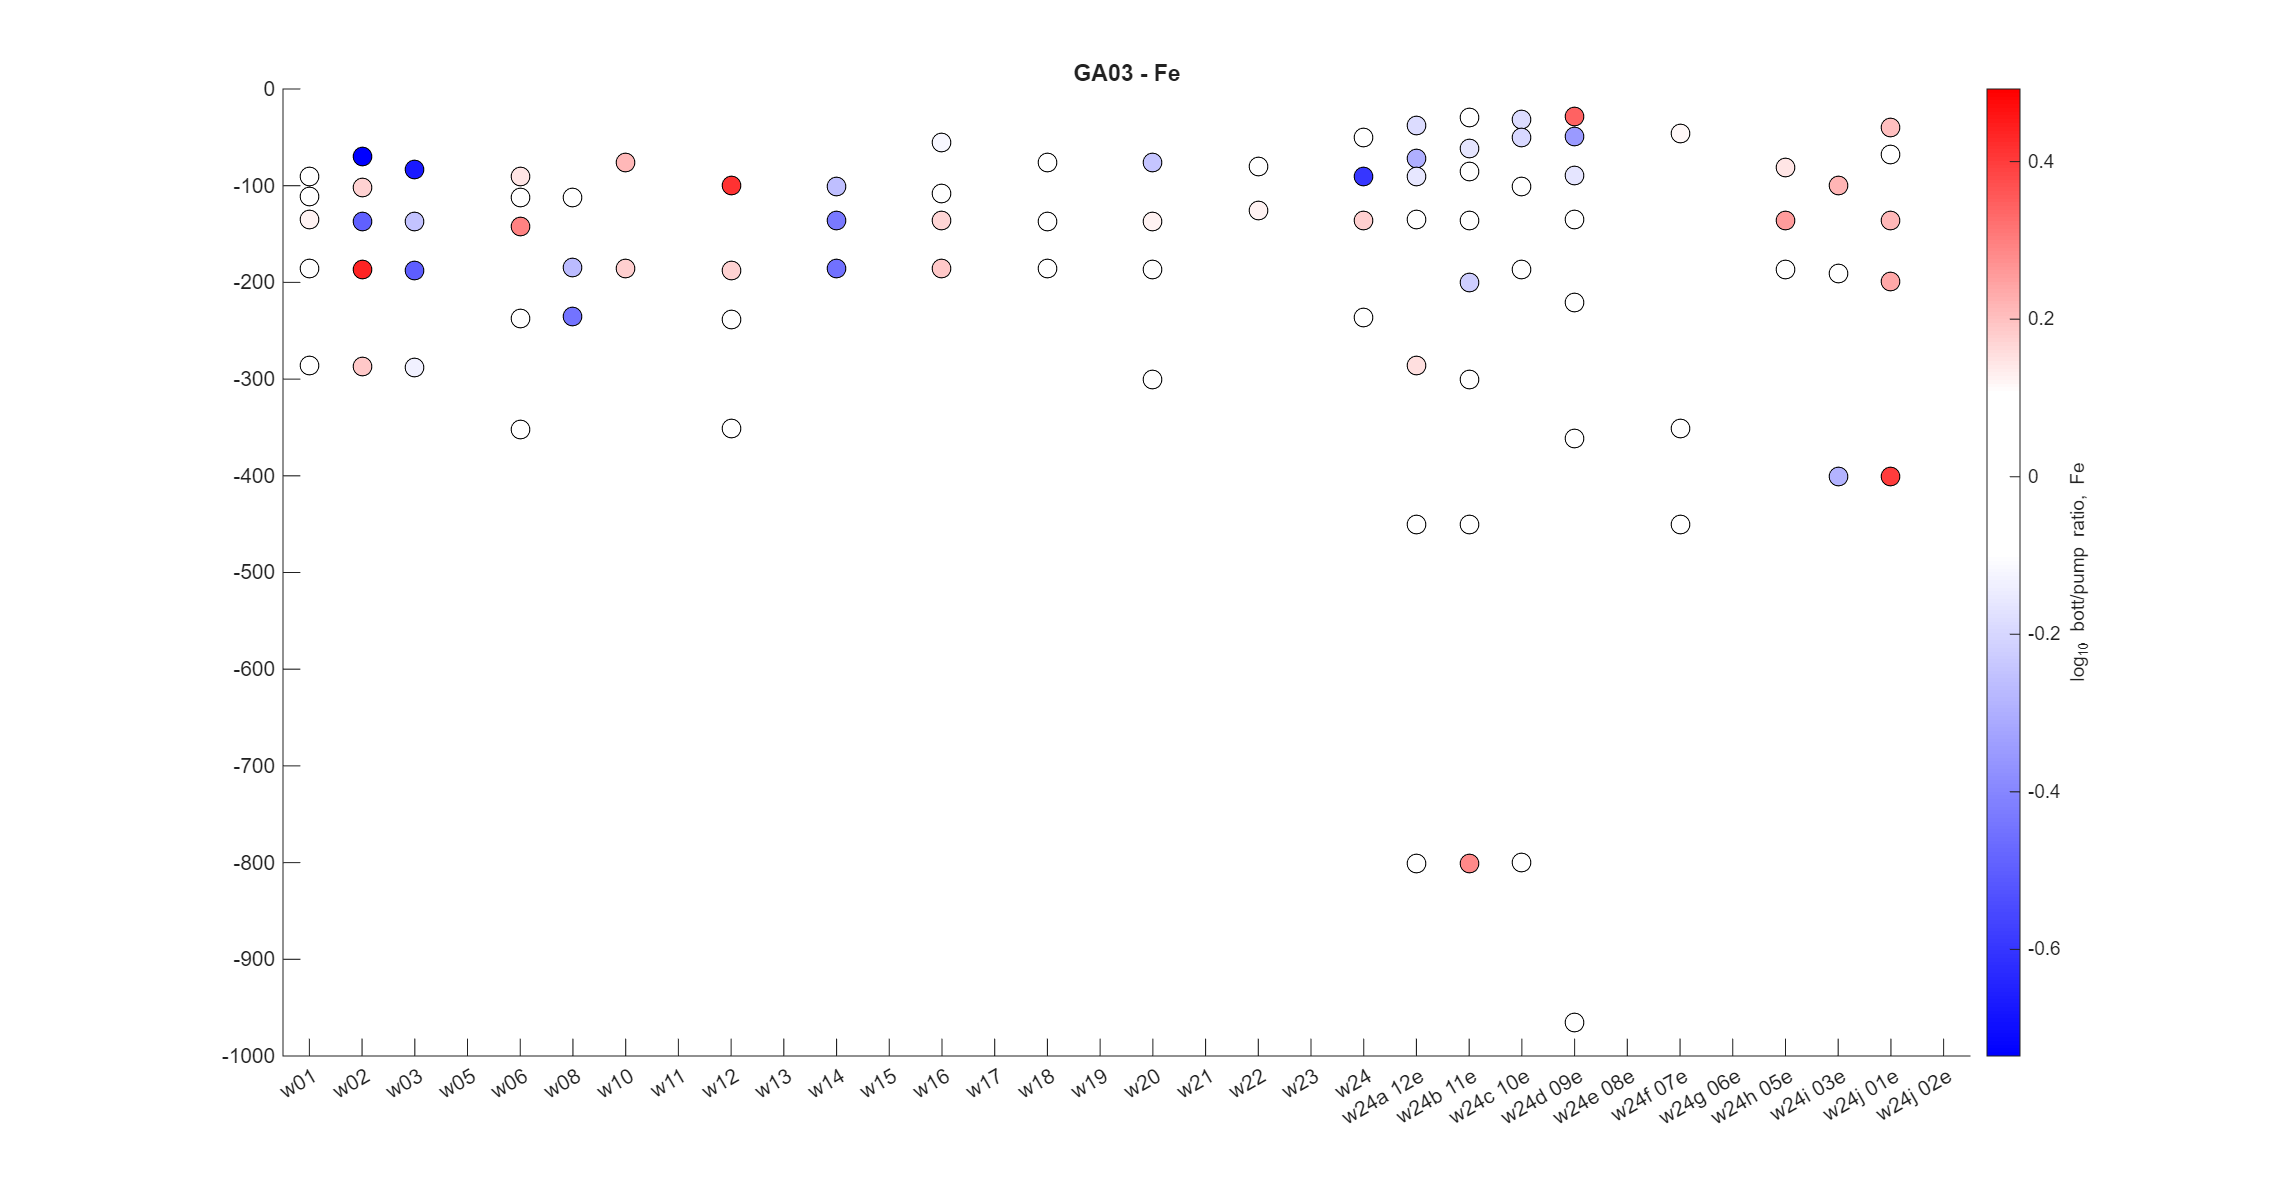 GA03 - Fe
0
-100
-200
-300
-400
-500
-600
-700
-800
-900
-1000
w01
w02
w03
w05
w06
w08
w10
w11
w12
w13
w14
w15
w16
w17
w18
w19
w20
w21
w22
w23
w24
w24a 12e
w24b 11e
w24c 10e
w24d 09e
w24e 08e
w24f 07e
w24g 06e
w24h 05e
w24i 03e
w24j 01e
w24j 02e
0.4
0.2
0
-0.2
-0.4
-0.6
log₁₀ bott/pump ratio, Fe